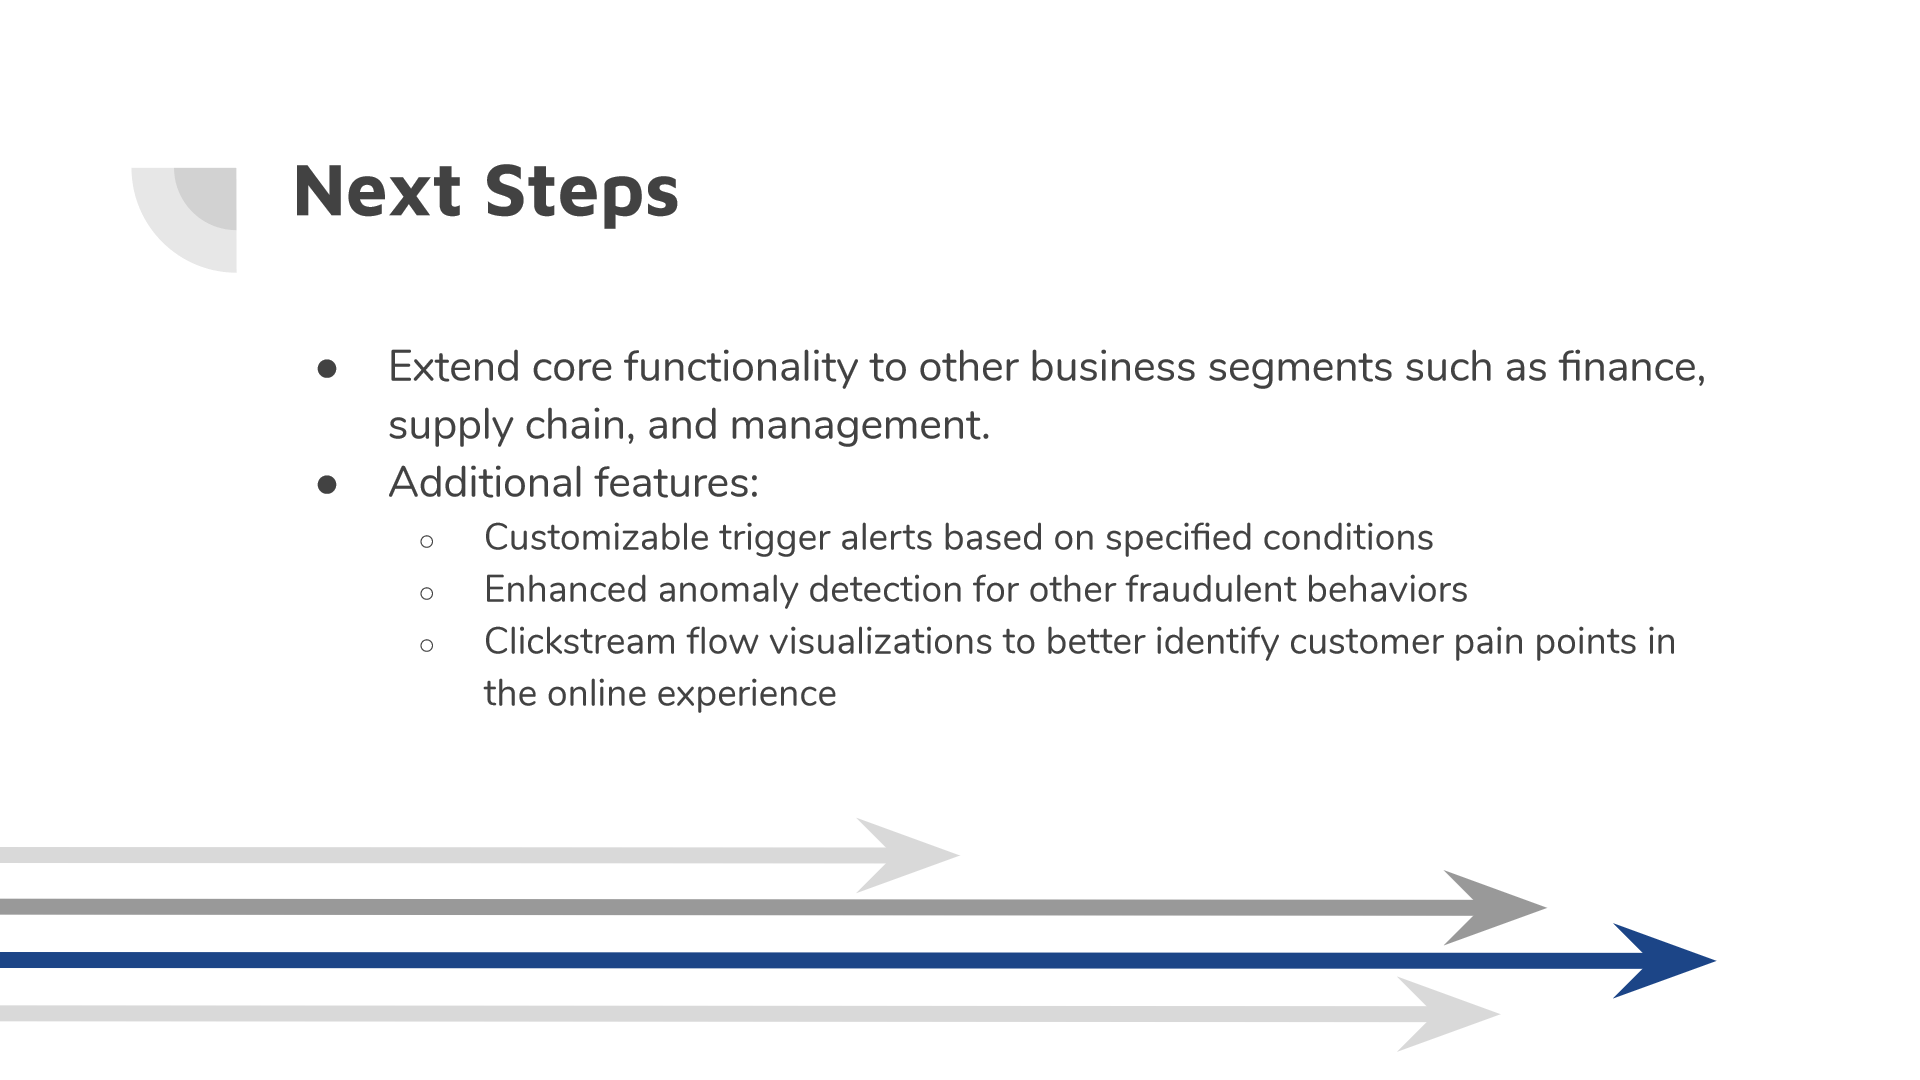 Next Steps
● Extend core functionality to other business segments such as finance,
supply chain, and management.
● Additional features:
○ Customizable trigger alerts based on specified conditions
○ Enhanced anomaly detection for other fraudulent behaviors
○ Clickstream flow visualizations to better identify customer pain points in
the online experience